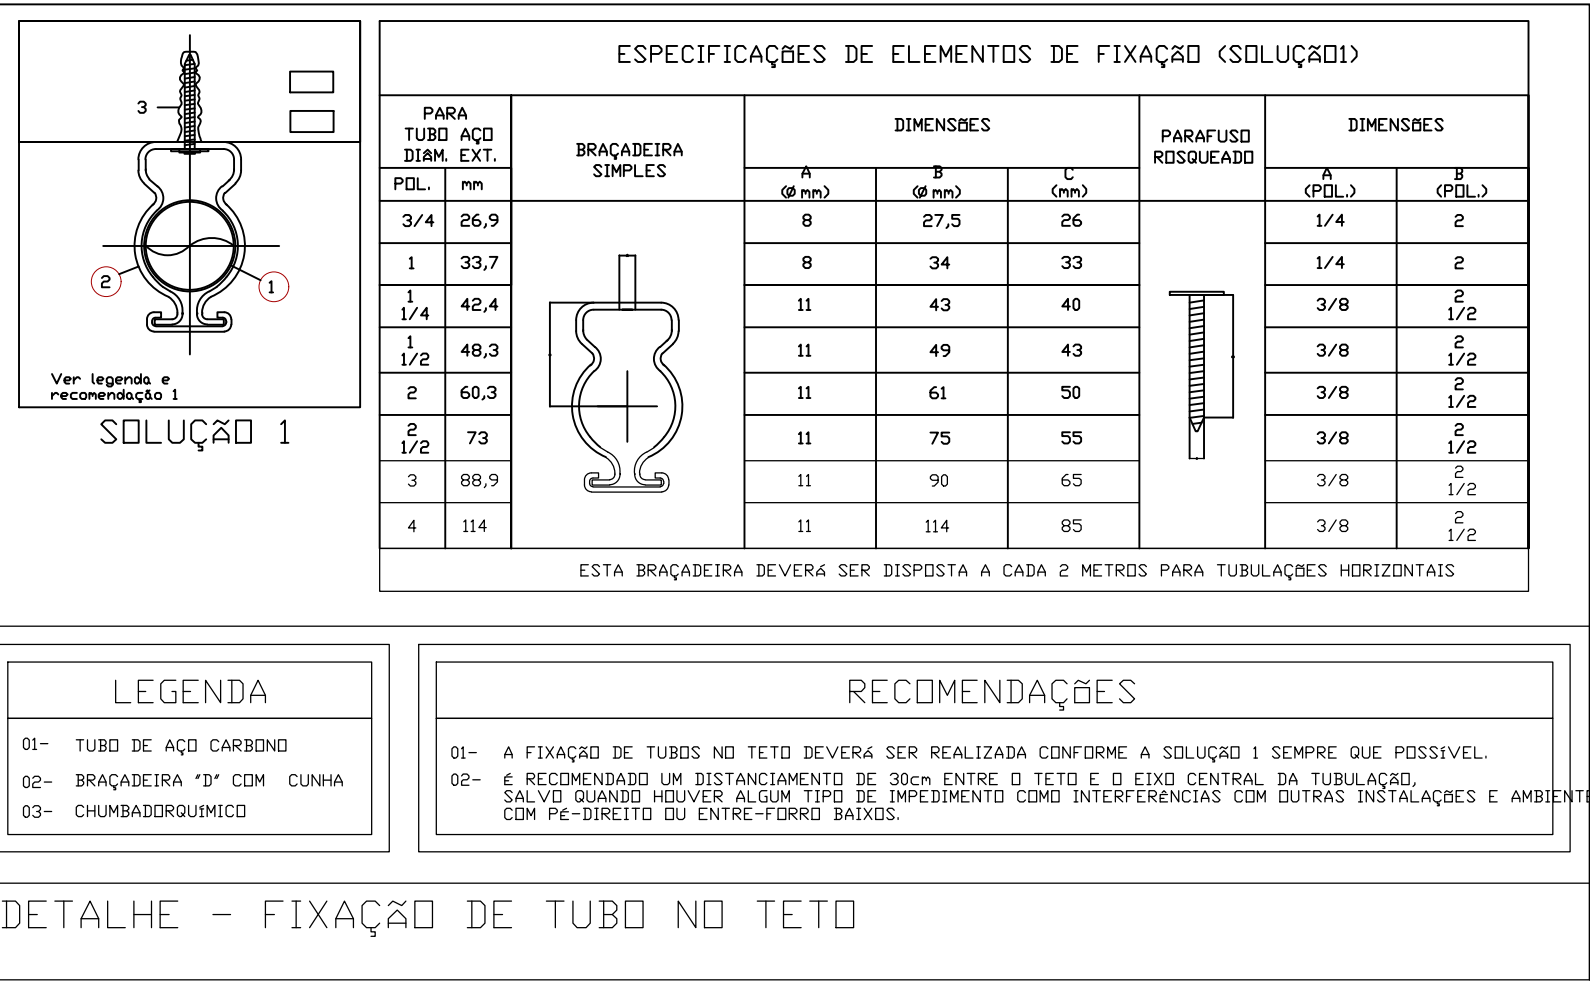 3
2
1
Ver legenda e
recomendação 1
SOLUÇÃO 1
ESPECIFICAÇÕES DE ELEMENTOS DE FIXAÇÃO (SOLUÇÃO1)
PARA
TUBO AÇO
DIÂM. EXT.
BRAÇADEIRA
SIMPLES
DIMENSÕES
PARAFUSO
ROSQUEADO
DIMENSÕES
POL. mm
A
(Ø mm)
B
(Ø mm)
C
(mm)
A
(POL.)
B
(POL.)
3/4 26,9 8 27,5 26 1/4 2
1 33,7 8 34 33 1/4 2
1 1/4 42,4 11 43 40 3/8 2 1/2
1 1/2 48,3 11 49 43 3/8 2 1/2
2 60,3 11 61 50 3/8 2 1/2
2 1/2 73 11 75 55 3/8 2 1/2
3 88,9 11 90 65 3/8 2 1/2
4 114 11 114 85 3/8 2 1/2
ESTA BRAÇADEIRA DEVERá SER DISPOSTA A CADA 2 METROS PARA TUBULAÇÕES HORIZONTAIS
LEGENDA
01- TUBO DE AÇO CARBONO
02- BRAÇADEIRA "D" COM CUNHA
03- CHUMBADORQUíMICO
RECOMENDAÇÕES
01- A FIXAÇÃO DE TUBOS NO TETO DEVERá SER REALIZADA CONFORME A SOLUÇÃO 1 SEMPRE QUE POSSíVEL.
02- É RECOMENDADO UM DISTANCIAMENTO DE 30cm ENTRE O TETO E O EIXO CENTRAL DA TUBULAÇÃO,
SALVO QUANDO HOUVER ALGUM TIPO DE IMPEDIMENTO COMO INTERFERÊNCIAS COM OUTRAS INSTALAÇÕES E AMBIENTE
COM PÉ-DIREITO OU ENTRE-FORRO BAIXOS.
DETALHE - FIXAÇÃO DE TUBO NO TETO